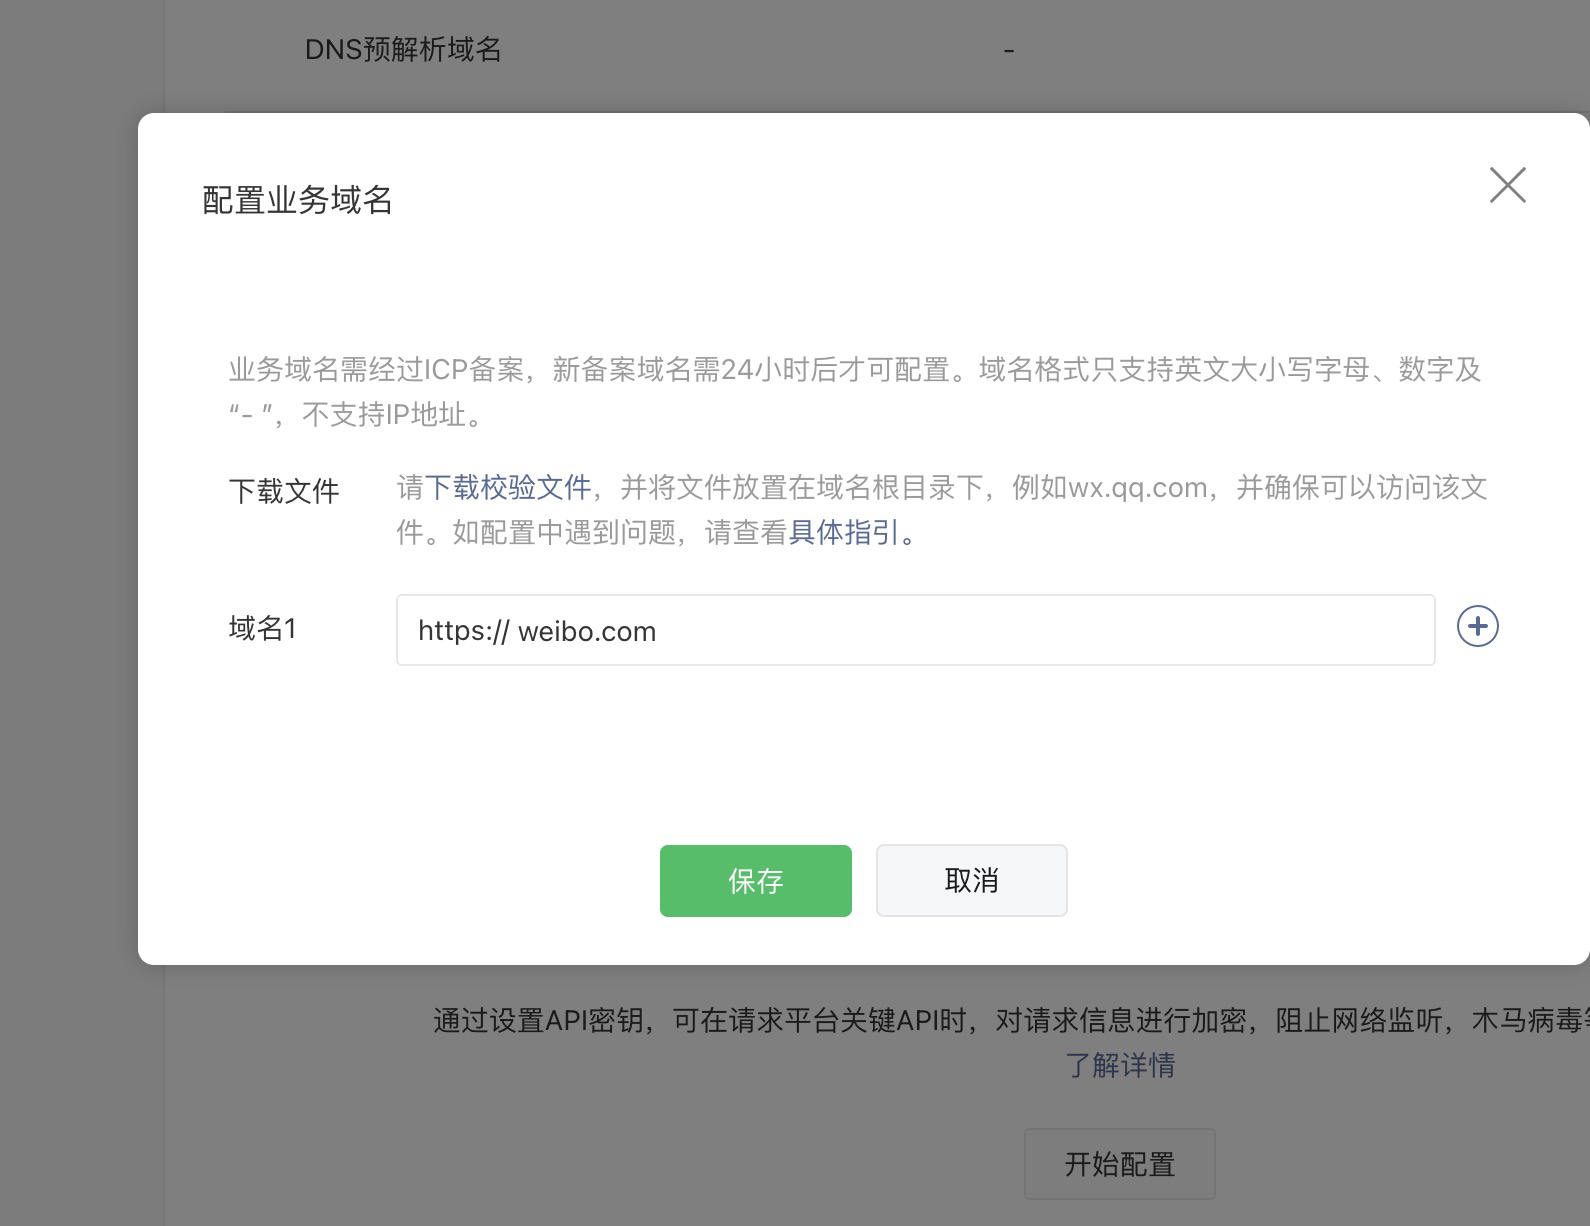 DNS预解析域名
-
配置业务域名
业务域名需经过ICP备案，新备案域名需24小时后才可配置。域名格式只支持英文大小写字母、数字及
“- ”，不支持IP地址。
下载文件
请下载校验文件，并将文件放置在域名根目录下，例如wx.qq.com，并确保可以访问该文
件。如配置中遇到问题，请查看具体指引。
域名1
https:// weibo.com
保存
取消
通过设置API密钥，可在请求平台关键API时，对请求信息进行加密，阻止网络监听，木马病毒
了解详情
开始配置